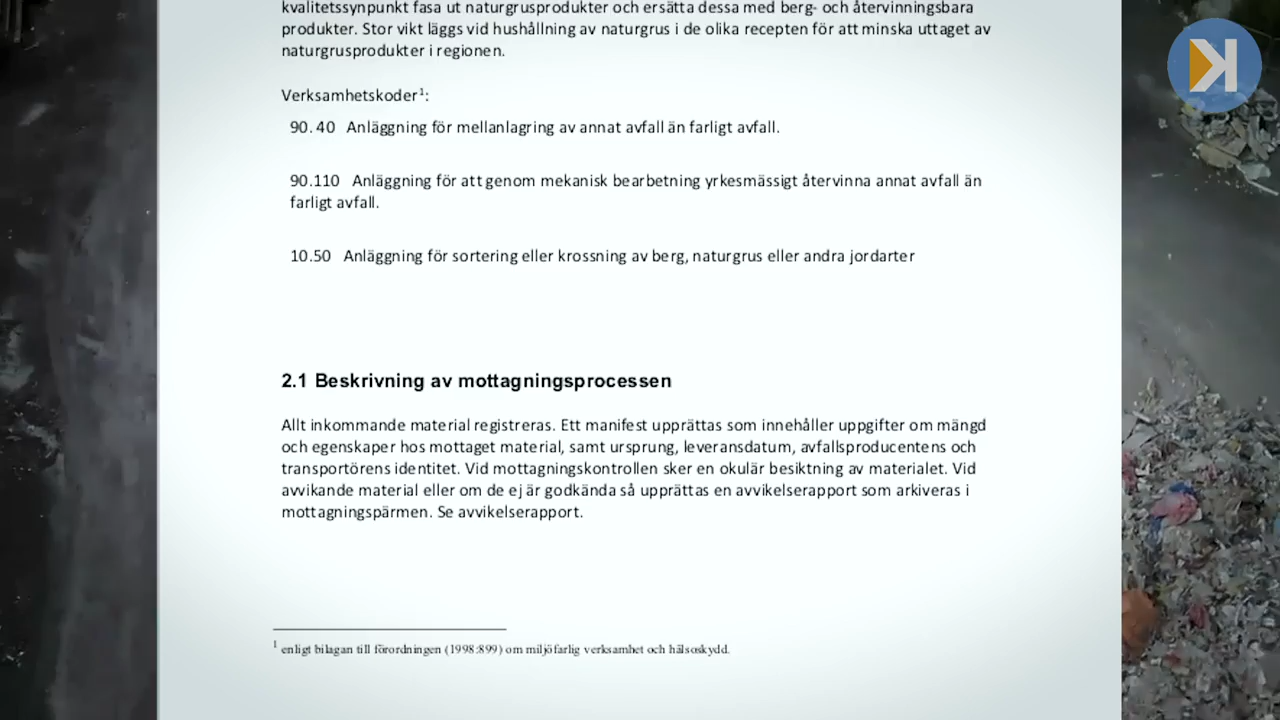 kvalitetssynpunkt fasa ut naturgrusprodukter och ersätta dessa med berg- och återvinningsbara
produkter. Stor vikt läggs vid hushållning av naturgrus i de olika recepten för att minska uttaget av
naturgrusprodukter i regionen.
Verksamhetskoder¹:
90.40 Anläggning för mellanlagring av annat avfall än farligt avfall.
90.110 Anläggning för att genom mekanisk bearbetning yrkesmässigt återvinna annat avfall än
farligt avfall.
10.50 Anläggning för sortering eller krossning av berg, naturgrus eller andra jordarter
2.1 Beskrivning av mottagningsprocessen
Allt inkommande material registreras. Ett manifest upprättas som innehåller uppgifter om mängd
och egenskaper hos mottaget material, samt ursprung, leveransdatum, avfallsproducentens och
transportörens identitet. Vid mottagningskontrollen sker en okulär besiktning av materialet. Vid
avvikande material eller om de ej är godkända så upprättas en avvikelserapport som arkiveras i
mottagningspärmen. Se avvikelserapport.
¹ enligt bilagan till förordningen (1998:899) om miljöfarlig verksamhet och hälsoskydd.